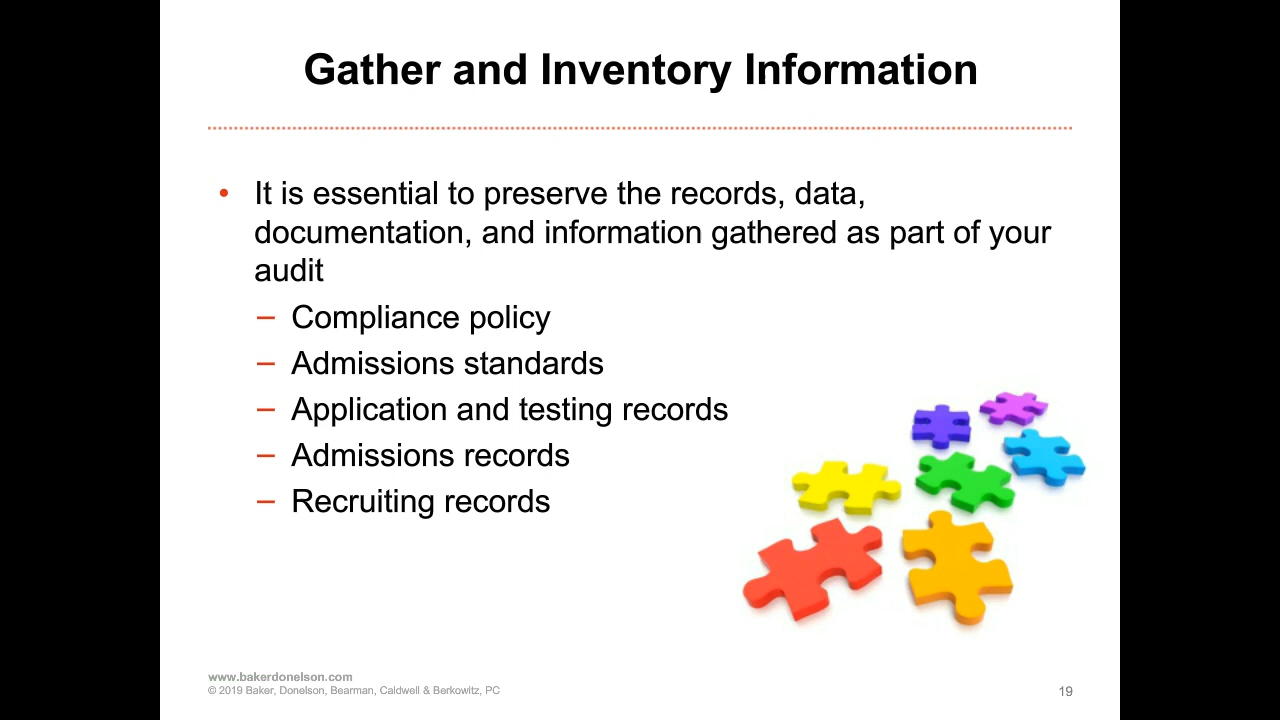 Gather and Inventory Information
• It is essential to preserve the records, data,
documentation, and information gathered as part of your
audit
– Compliance policy
– Admissions standards
– Application and testing records
– Admissions records
– Recruiting records
www.bakerdonelson.com
© 2019 Baker, Donelson, Bearman, Caldwell & Berkowitz, PC
19